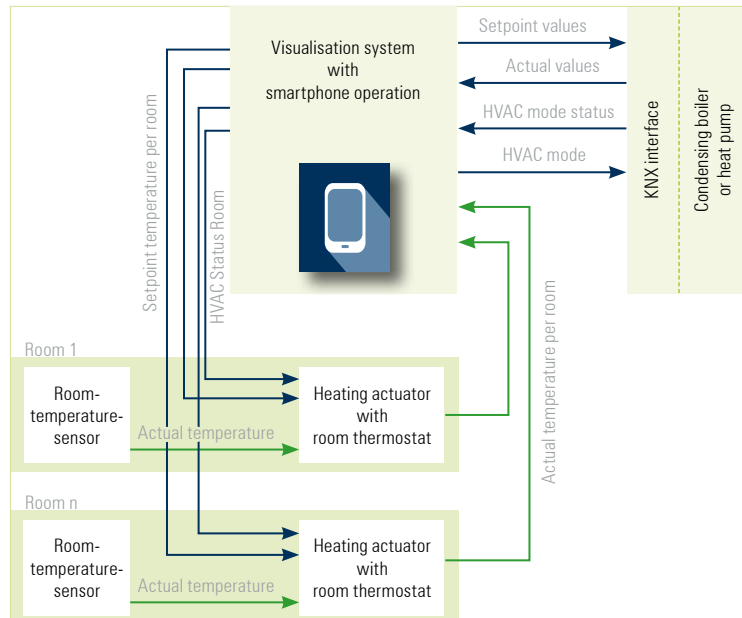 Visualisation system
with
smartphone operation
Setpoint values
Actual values
HVAC mode status
HVAC mode
KNX interface
Condensing boiler
or heat pump
Setpoint temperature per room
HVAC Status Room
Actual temperature per room
Room 1
Room-
temperature-
sensor
Actual temperature
Heating actuator
with
room thermostat
Room n
Room-
temperature-
sensor
Actual temperature
Heating actuator
with
room thermostat